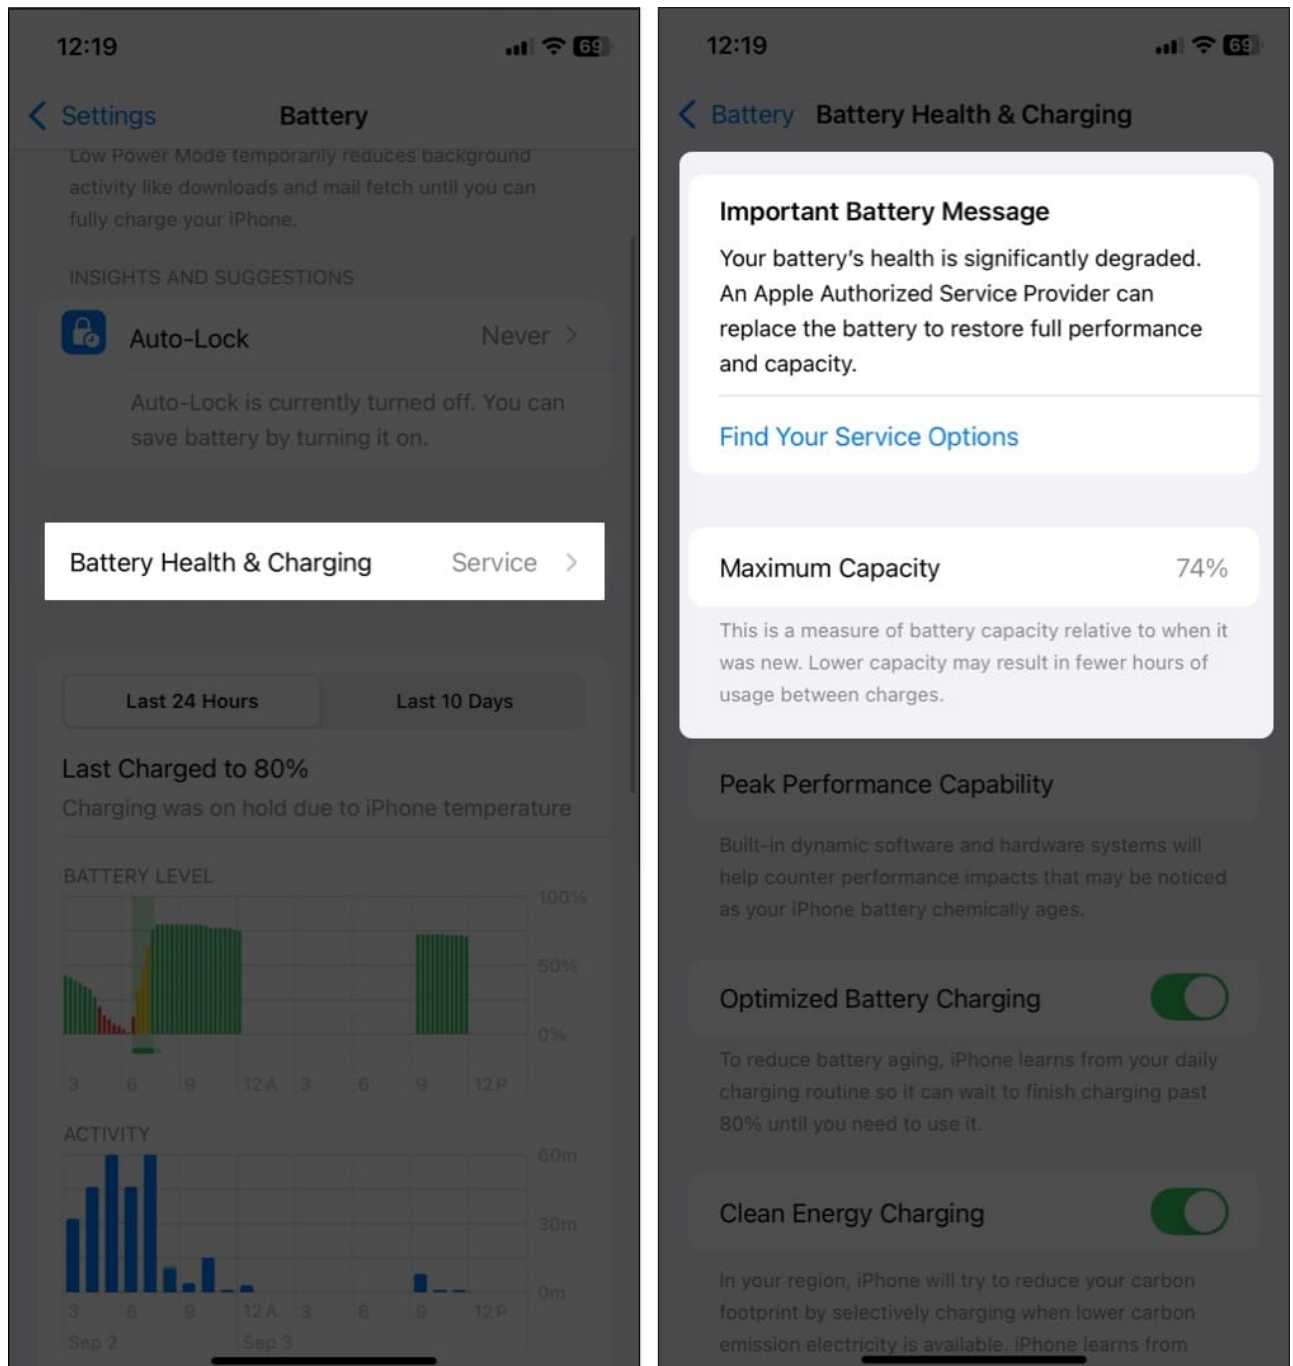 12:19
69
Settings
Battery
Low Power Mode temporarily reduces background
activity like downloads and mail fetch until you can
fully charge your iPhone.
INSIGHTS AND SUGGESTIONS
Auto-Lock
Never
Auto-Lock is currently turned off. You can
save battery by turning it on.
Battery Health & Charging
Service
Last 24 Hours
Last 10 Days
Last Charged to 80%
Charging was on hold due to iPhone temperature
BATTERY LEVEL
100%
50%
0%
3 6 9 12 A 3 6 9 12 P
ACTIVITY
60m
30m
0m
3 6 9 12 A 3 6 9 12 P
Sep 2 Sep 3
12:19
69
Battery
Battery Health & Charging
Important Battery Message
Your battery's health is significantly degraded.
An Apple Authorized Service Provider can
replace the battery to restore full performance
and capacity.
Find Your Service Options
Maximum Capacity
74%
This is a measure of battery capacity relative to when it
was new. Lower capacity may result in fewer hours of
usage between charges.
Peak Performance Capability
Built-in dynamic software and hardware systems will
help counter performance impacts that may be noticed
as your iPhone battery chemically ages.
Optimized Battery Charging
To reduce battery aging, iPhone learns from your daily
charging routine so it can wait to finish charging past
80% until you need to use it.
Clean Energy Charging
In your region, iPhone will try to reduce your carbon
footprint by selectively charging when lower carbon
emission electricity is available. iPhone learns from